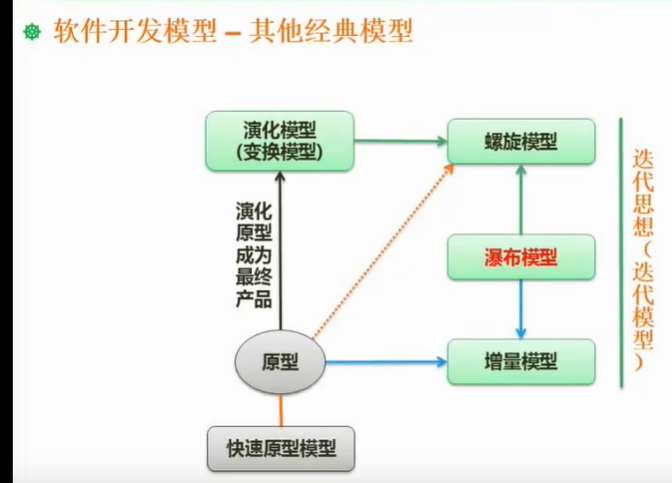 软件开发模型 – 其他经典模型
演化模型
(变换模型)
螺旋模型
演化
原型
成为
最终
产品
瀑布模型
原型
增量模型
快速原型模型
迭代思想(迭代模型)